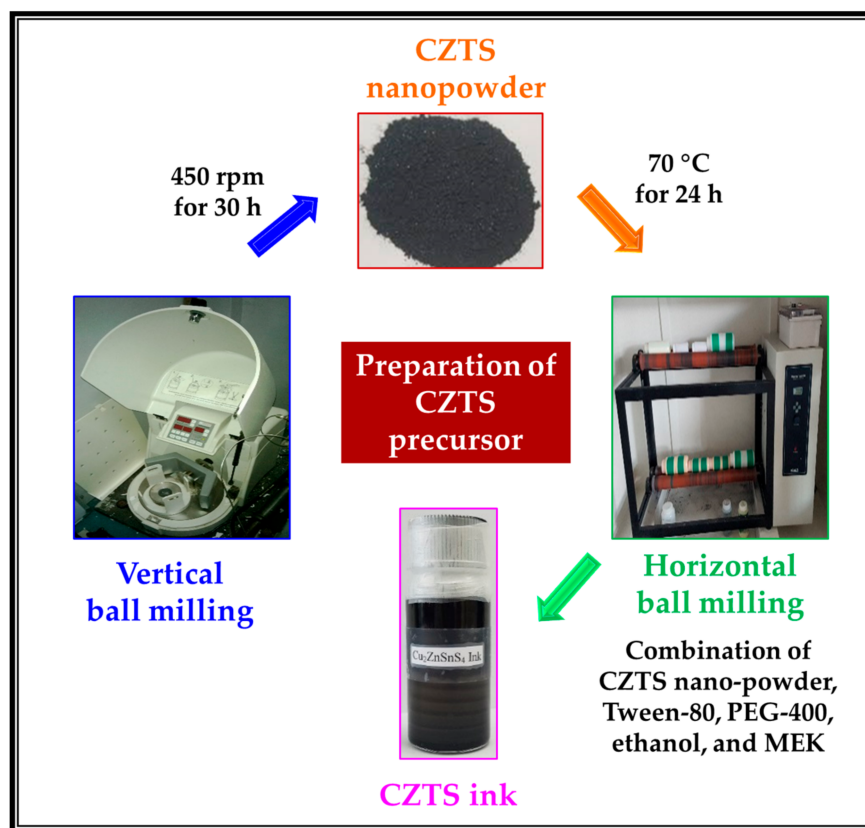 CZTS
nanopowder
450 rpm
for 30 h
70 °C
for 24 h
Preparation of
CZTS
precursor
Vertical
ball milling
Horizontal
ball milling
Combination of
CZTS nano-powder,
Tween-80, PEG-400,
ethanol, and MEK
Cu₂ZnSnS₄ Ink
CZTS ink